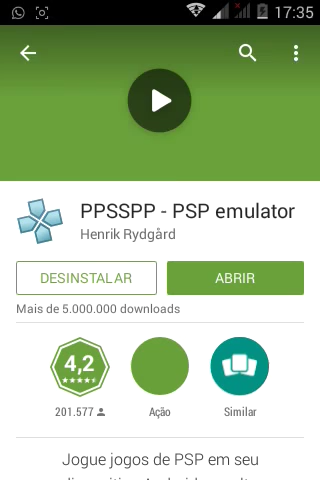 17:35
PPSSPP - PSP emulator
Henrik Rydgård
DESINSTALAR
ABRIR
Mais de 5.000.000 downloads
4,2
201.577
Ação
Similar
Jogue jogos de PSP em seu